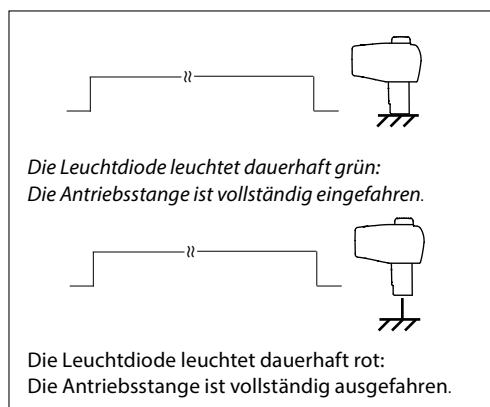 Die Leuchtdiode leuchtet dauerhaft grün:
Die Antriebsstange ist vollständig eingefahren.
Die Leuchtdiode leuchtet dauerhaft rot:
Die Antriebsstange ist vollständig ausgefahren.